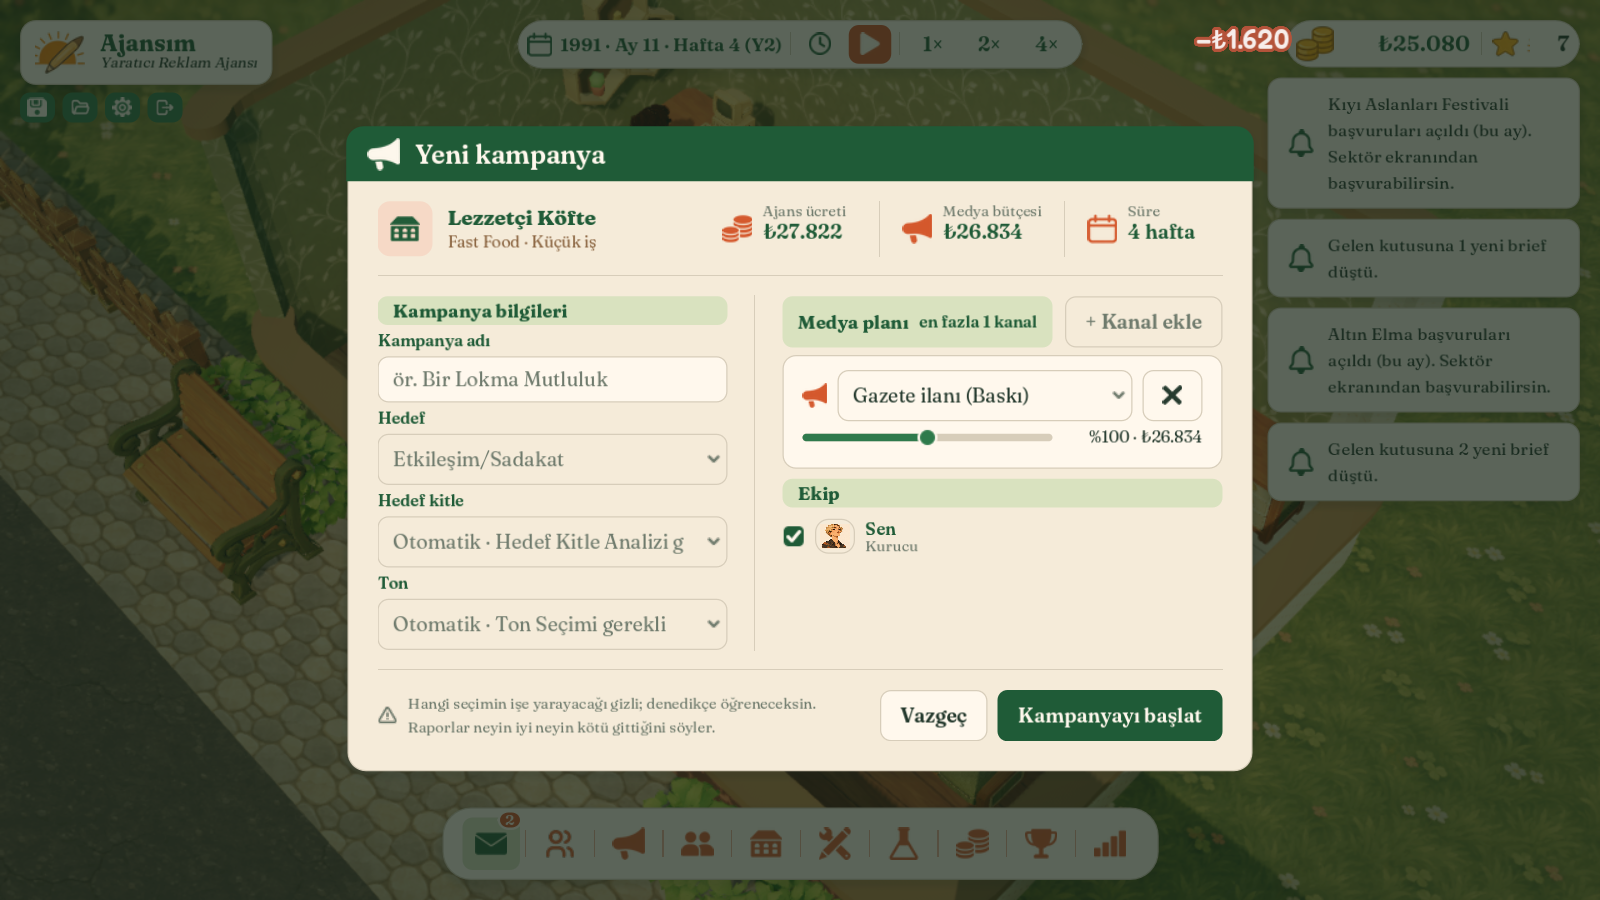 Ajansım
Yaratıcı Reklam Ajansı
1991 · Ay 11 · Hafta 4 (Y2)
1×
2×
4×
−₺1.620
₺25.080
7
Kıyı Aslanları Festivali
başvuruları açıldı (bu ay).
Sektör ekranından
başvurabilirsin.
Gelen kutusuna 1 yeni brief
düştü.
Altın Elma başvuruları
açıldı (bu ay). Sektör
ekranından başvurabilirsin.
Gelen kutusuna 2 yeni brief
düştü.
Yeni kampanya
Lezzetçi Köfte
Fast Food · Küçük iş
Ajans ücreti
₺27.822
Medya bütçesi
₺26.834
Süre
4 hafta
Kampanya bilgileri
Kampanya adı
ör. Bir Lokma Mutluluk
Hedef
Etkileşim/Sadakat
Hedef kitle
Otomatik · Hedef Kitle Analizi g
Ton
Otomatik · Ton Seçimi gerekli
Medya planı en fazla 1 kanal
+ Kanal ekle
Gazete ilanı (Baskı)
%100 · ₺26.834
Ekip
Sen
Kurucu
Hangi seçimin işe yarayacağı gizli; denedikçe öğreneceksin.
Raporlar neyin iyi neyin kötü gittiğini söyler.
Vazgeç
Kampanyayı başlat
2